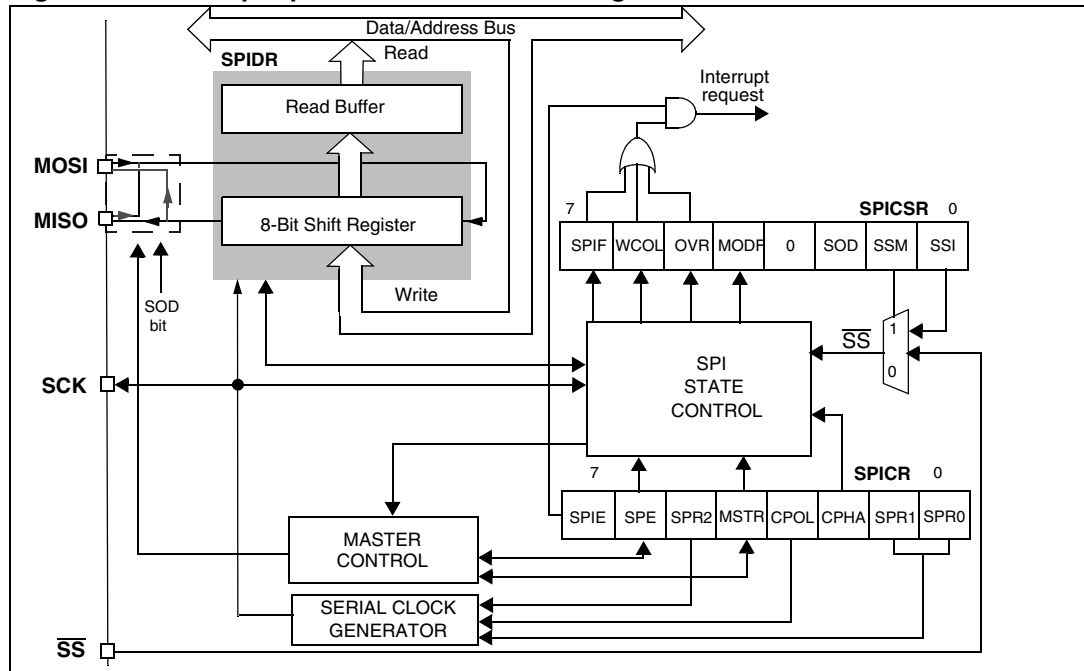 Data/Address Bus
SPIDR
Read
Read Buffer
Interrupt
request
MOSI
MISO
8-Bit Shift Register
7
SPICSR
0
SPIF
WCOL
OVR
MODF
0
SOD
SSM
SSI
Write
SOD
bit
1
SS
0
SCK
SPI
STATE
CONTROL
7
SPICR
0
SPIE
SPE
SPR2
MSTR
CPOL
CPHA
SPR1
SPR0
MASTER
CONTROL
SERIAL CLOCK
GENERATOR
SS